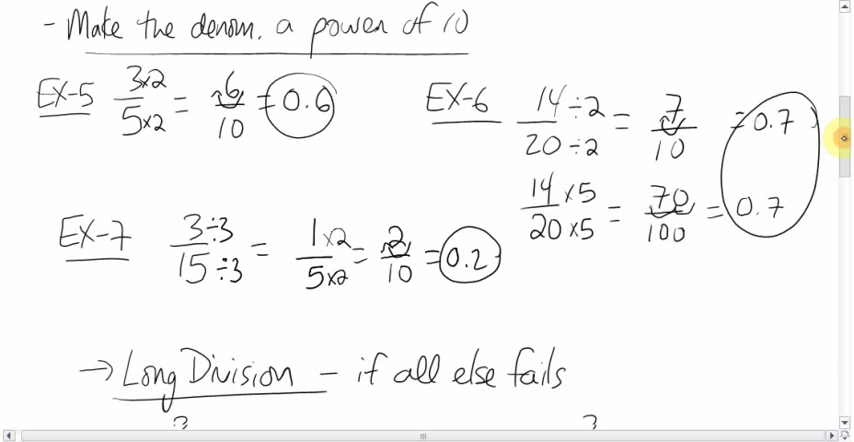 - Make the denom. a power of 10
EX-5 3×2/5×2 = 6/10 = 0.6
EX-6 14÷2/20÷2 = 7/10 = 0.7
14×5/20×5 = 70/100 = 0.7
EX-7 3÷3/15÷3 = 1×2/5×2 = 2/10 = 0.2
→ Long Division - if all else fails